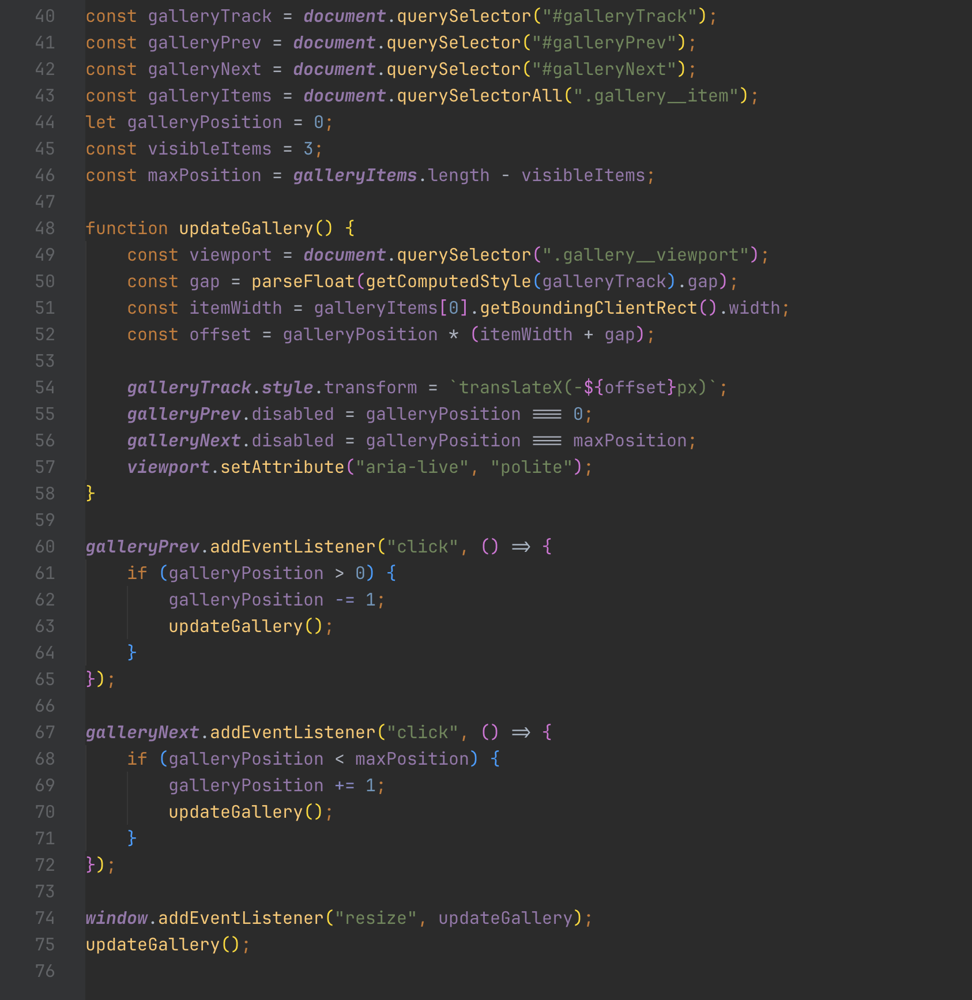 40 const galleryTrack = document.querySelector("#galleryTrack");
41 const galleryPrev = document.querySelector("#galleryPrev");
42 const galleryNext = document.querySelector("#galleryNext");
43 const galleryItems = document.querySelectorAll(".gallery__item");
44 let galleryPosition = 0;
45 const visibleItems = 3;
46 const maxPosition = galleryItems.length - visibleItems;
47
48 function updateGallery() {
49     const viewport = document.querySelector(".gallery__viewport");
50     const gap = parseFloat(getComputedStyle(galleryTrack).gap);
51     const itemWidth = galleryItems[0].getBoundingClientRect().width;
52     const offset = galleryPosition * (itemWidth + gap);
53
54     galleryTrack.style.transform = `translateX(-${offset}px)`;
55     galleryPrev.disabled = galleryPosition === 0;
56     galleryNext.disabled = galleryPosition === maxPosition;
57     viewport.setAttribute("aria-live", "polite");
58 }
59
60 galleryPrev.addEventListener("click", () => {
61     if (galleryPosition > 0) {
62         galleryPosition -= 1;
63         updateGallery();
64     }
65 });
66
67 galleryNext.addEventListener("click", () => {
68     if (galleryPosition < maxPosition) {
69         galleryPosition += 1;
70         updateGallery();
71     }
72 });
73
74 window.addEventListener("resize", updateGallery);
75 updateGallery();
76